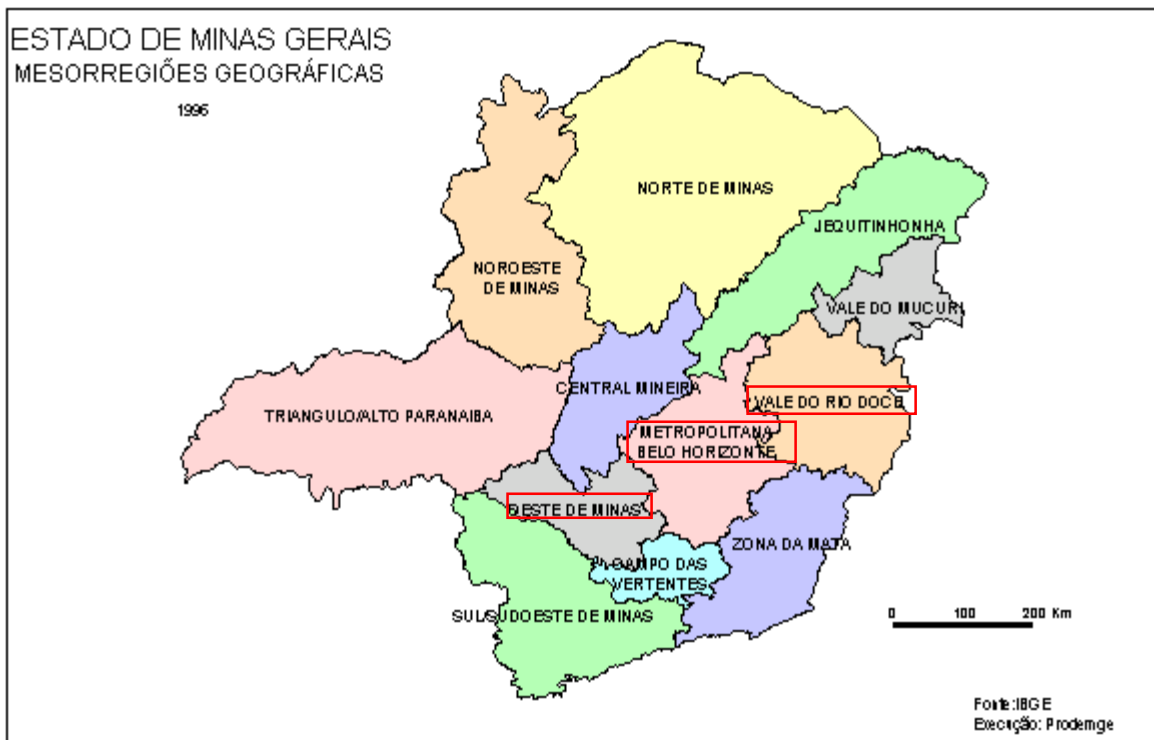 ESTADO DE MINAS GERAIS
MESORREGIÕES GEOGRÁFICAS
1996
NORTE DE MINAS
JEQUITINHONHA
NOROESTE
DE MINAS
VALE DO MUCURI
CENTRAL MINEIRA
VALE DO RIO DOCE
TRIANGULO/ALTO PARANAIBA
METROPOLITANA
BELO HORIZONTE
OESTE DE MINAS
ZONA DA MATA
CAMPO DAS
VERTENTES
SUL/SUDOESTE DE MINAS
0 100 200 Km
Fonte:IBGE
Execução: Prodemge